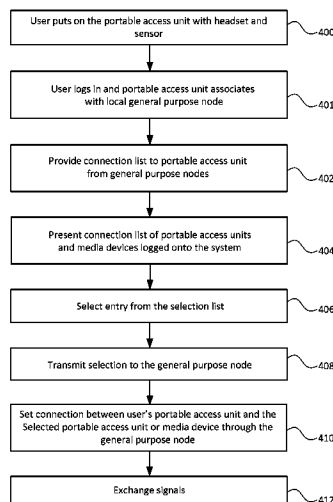 User puts on the portable access unit with headset and
sensor
400
User logs in and portable access unit associates
with local general purpose node
401
Provide connection list to portable access unit
from general purpose nodes
402
Present connection list of portable access units
and media devices logged onto the system
404
Select entry from the selection list
406
Transmit selection to the general purpose node
408
Set connection between user's portable access unit and the
Selected portable access unit or media device through the
general purpose node
410
Exchange signals
412